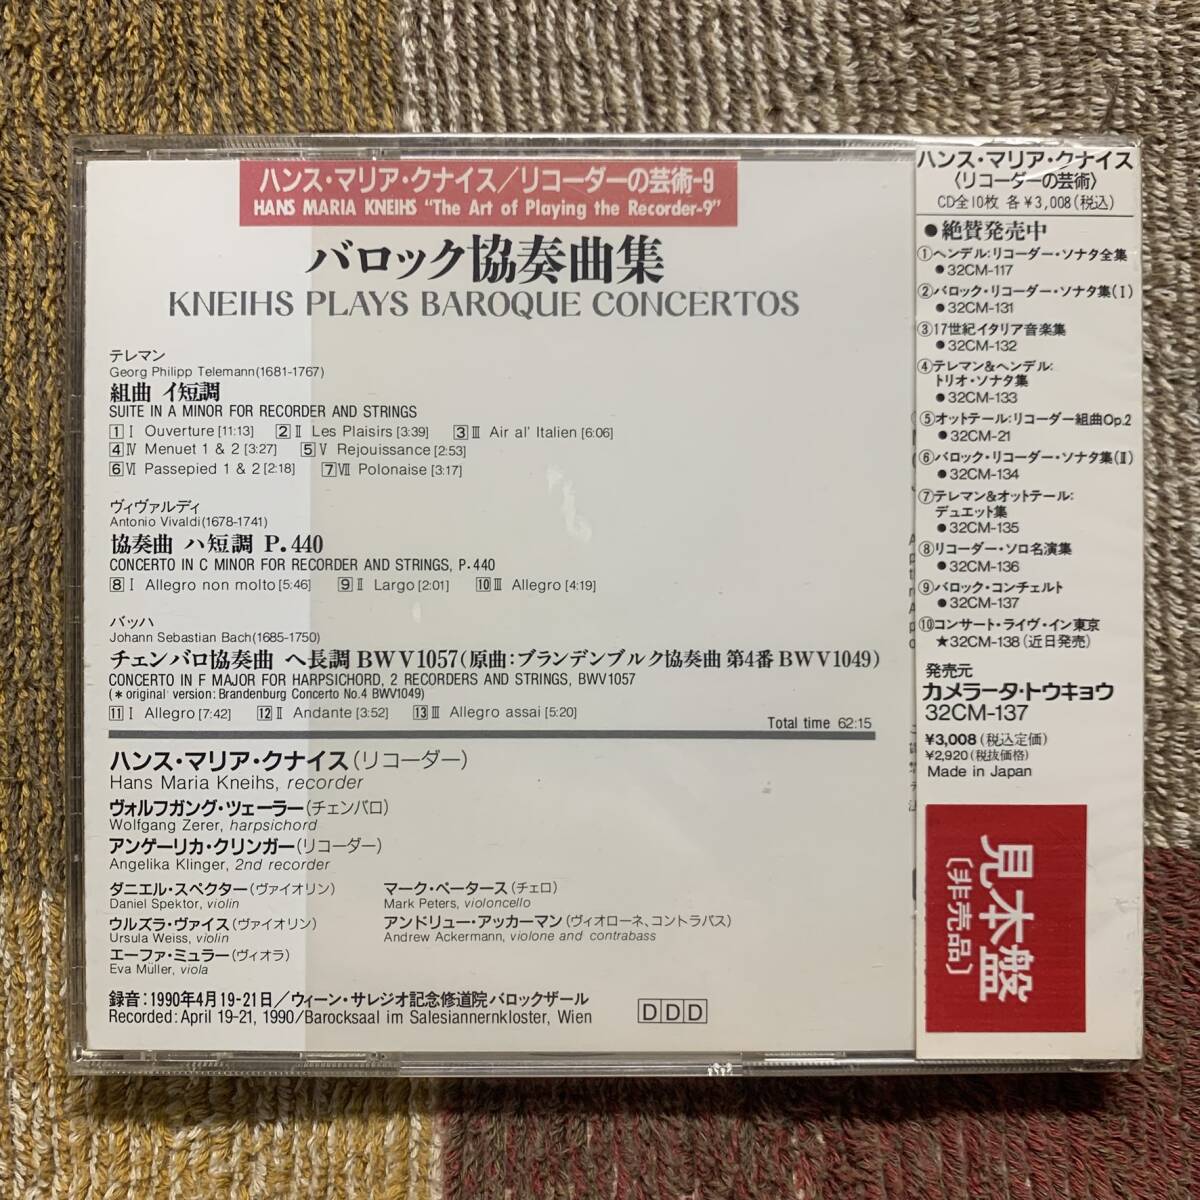 ハンス・マリア・クナイス／リコーダーの芸術-9
HANS MARIA KNEIHS "The Art of Playing the Recorder-9"
バロック協奏曲集
KNEIHS PLAYS BAROQUE CONCERTOS
テレマン
Georg Philipp Telemann(1681-1767)
組曲 イ短調
SUITE IN A MINOR FOR RECORDER AND STRINGS
1 I Ouverture [11:13] 2 II Les Plaisirs [3:39] 3 III Air al' Italien [6:06]
4 IV Menuet 1 & 2 [3:27] 5 V Rejouissance [2:53]
6 VI Passepied 1 & 2 [2:18] 7 VII Polonaise [3:17]
ヴィヴァルディ
Antonio Vivaldi(1678-1741)
協奏曲 ハ短調 P.440
CONCERTO IN C MINOR FOR RECORDER AND STRINGS, P.440
8 I Allegro non molto [5:46] 9 II Largo [2:01] 10 III Allegro [4:19]
バッハ
Johann Sebastian Bach(1685-1750)
チェンバロ協奏曲 ヘ長調 BWV1057(原曲：ブランデンブルク協奏曲 第4番 BWV1049)
CONCERTO IN F MAJOR FOR HARPSICHORD, 2 RECORDERS AND STRINGS, BWV1057
(* original version: Brandenburg Concerto No.4 BWV1049)
11 I Allegro [7:42] 12 II Andante [3:52] 13 III Allegro assai [5:20]
Total time 62:15
ハンス・マリア・クナイス(リコーダー)
Hans Maria Kneihs, recorder
ヴォルフガング・ツェーラー(チェンバロ)
Wolfgang Zerer, harpsichord
アンゲーリカ・クリンガー(リコーダー)
Angelika Klinger, 2nd recorder
ダニエル・スペクター(ヴァイオリン)
Daniel Spektor, violin
ウルズラ・ヴァイス(ヴァイオリン)
Ursula Weiss, violin
エーファ・ミュラー(ヴィオラ)
Eva Müller, viola
マーク・ペータース(チェロ)
Mark Peters, violoncello
アンドリュー・アッカーマン(ヴィオローネ、コントラバス)
Andrew Ackermann, violone and contrabass
録音：1990年4月19-21日／ウィーン・サレジオ記念修道院バロックザール
Recorded: April 19-21, 1990/Barocksaal im Salesiannernkloster, Wien
DDD
ハンス・マリア・クナイス
〈リコーダーの芸術〉
CD全10枚 各¥3,008(税込)
●絶賛発売中
①ヘンデル:リコーダー・ソナタ全集
●32CM-117
②バロック・リコーダー・ソナタ集(I)
●32CM-131
③17世紀イタリア音楽集
●32CM-132
④テレマン&ヘンデル:
トリオ・ソナタ集
●32CM-133
⑤オットテール:リコーダー組曲Op.2
●32CM-21
⑥バロック・リコーダー・ソナタ集(II)
●32CM-134
⑦テレマン&オットテール:
デュエット集
●32CM-135
⑧リコーダー・ソロ名演集
●32CM-136
⑨バロック・コンチェルト
●32CM-137
⑩コンサート・ライヴ・イン東京
★32CM-138(近日発売)
発売元
カメラータ・トウキョウ
32CM-137
¥3,008(税込定価)
¥2,920(税抜価格)
Made in Japan
見本盤
〔非売品〕